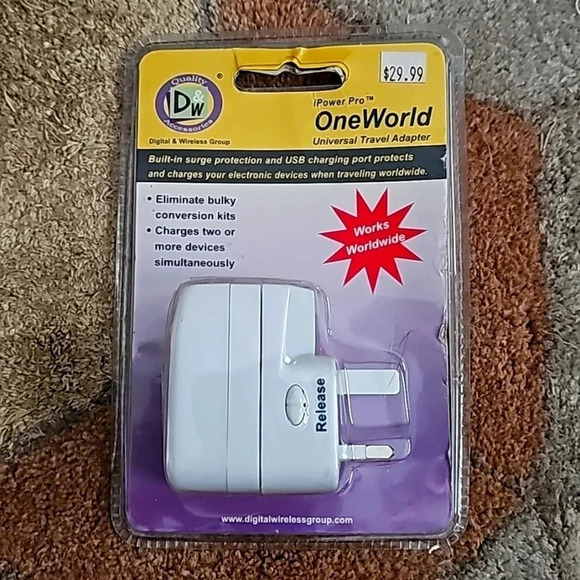 $29.99
Quality
D&W
Accessories
®
Digital & Wireless Group
iPower Pro™
OneWorld
Universal Travel Adapter
Built-in surge protection and USB charging port protects
and charges your electronic devices when traveling worldwide.
• Eliminate bulky
conversion kits
• Charges two or
more devices
simultaneously
Works
Worldwide
Release
www.digitalwirelessgroup.com